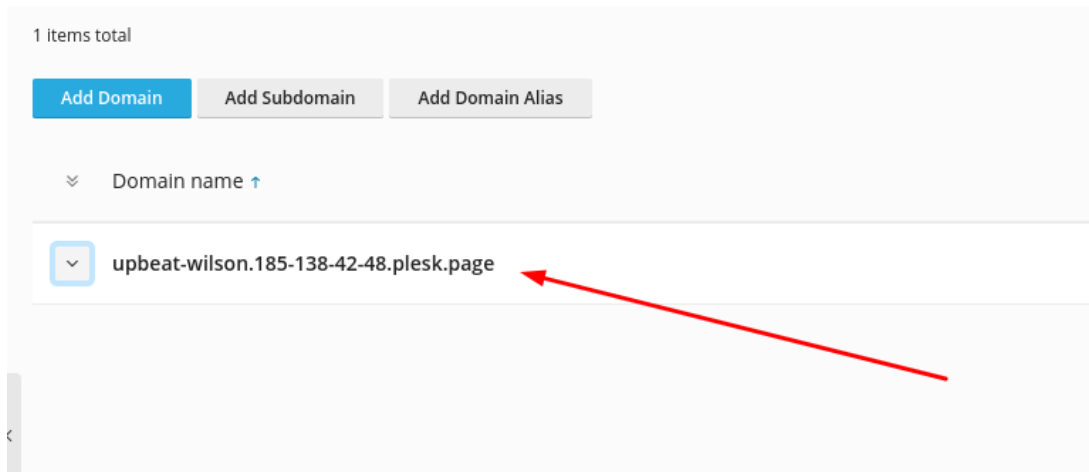 1 items total
Add Domain Add Subdomain Add Domain Alias
Domain name ↑
upbeat-wilson.185-138-42-48.plesk.page